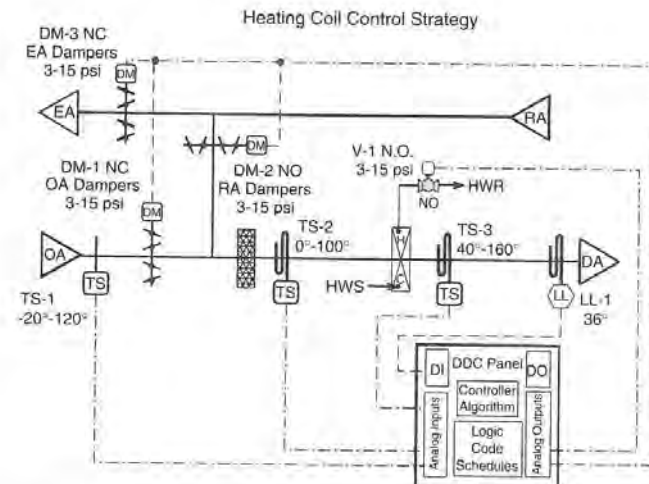 Heating Coil Control Strategy
DM-3 NC
EA Dampers
3-15 psi
DM
EA
RA
DM
DM-1 NC
OA Dampers
3-15 psi
DM
DM-2 NO
RA Dampers
3-15 psi
V-1 N.O.
3-15 psi
NO
HWR
OA
TS-2
0°-100°
H
C
HWS
TS-3
40°-160°
DA
TS-1
-20°-120°
TS
TS
TS
LL
LL-1
36°
DDC Panel
DI
DO
Controller
Algorithm
Analog Inputs
Logic
Code
Schedules
Analog Outputs